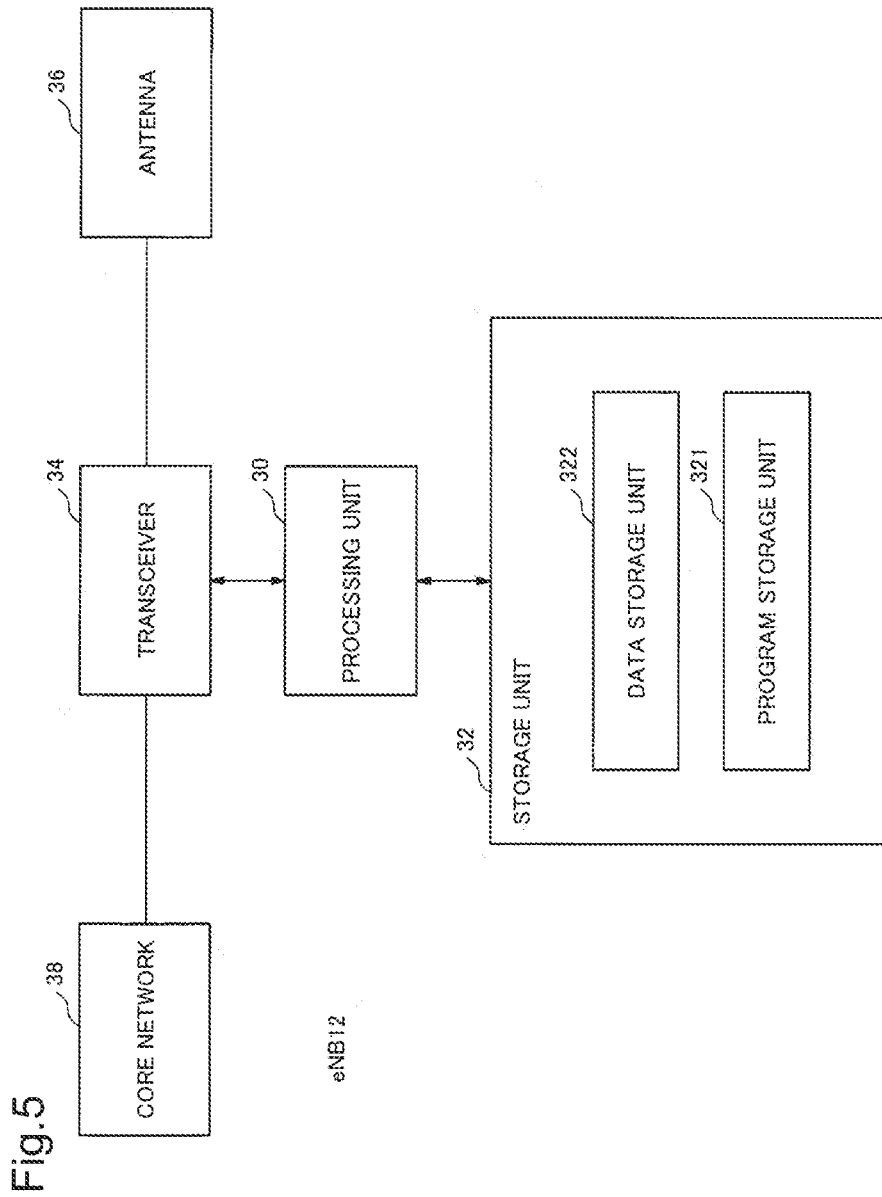 Fig.5
38
CORE NETWORK
34
TRANSCEIVER
36
ANTENNA
30
PROCESSING UNIT
eNB12
32
STORAGE UNIT
322
DATA STORAGE UNIT
321
PROGRAM STORAGE UNIT